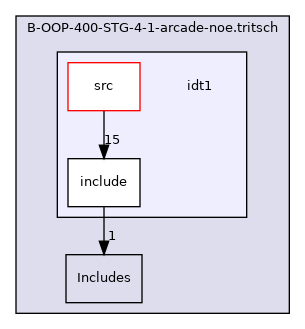 B-OOP-400-STG-4-1-arcade-noe.tritsch
src
idt1
15
include
1
Includes